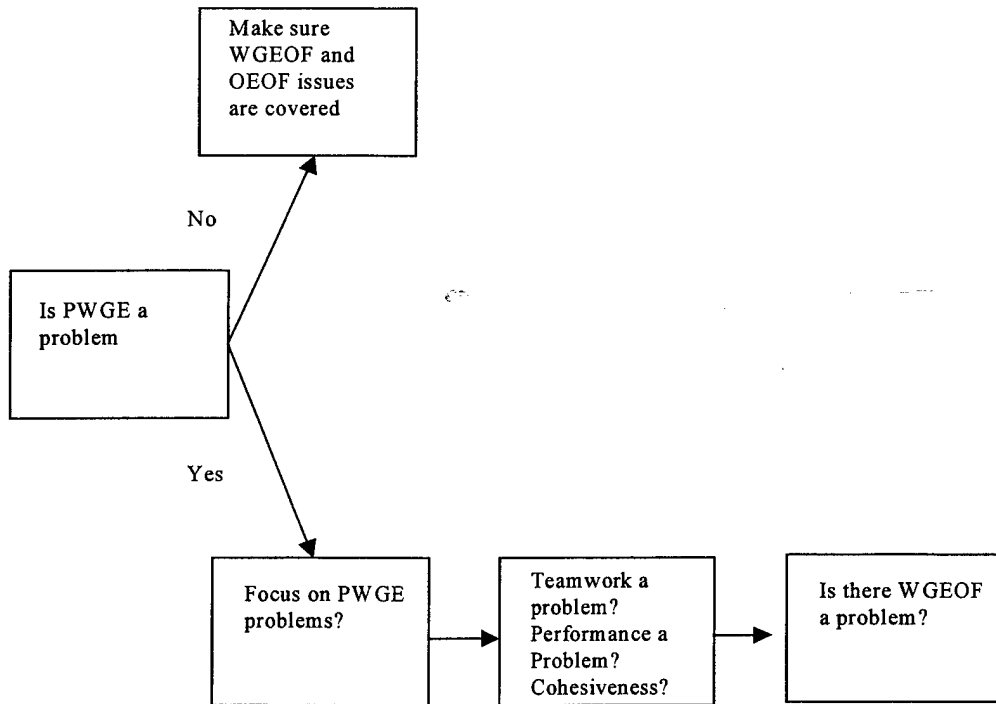 Make sure
WGEOF and
OEOF issues
are covered
No
Is PWGE a
problem
Yes
Focus on PWGE
problems?
Teamwork a
problem?
Performance a
Problem?
Cohesiveness?
Is there WGEOF
a problem?